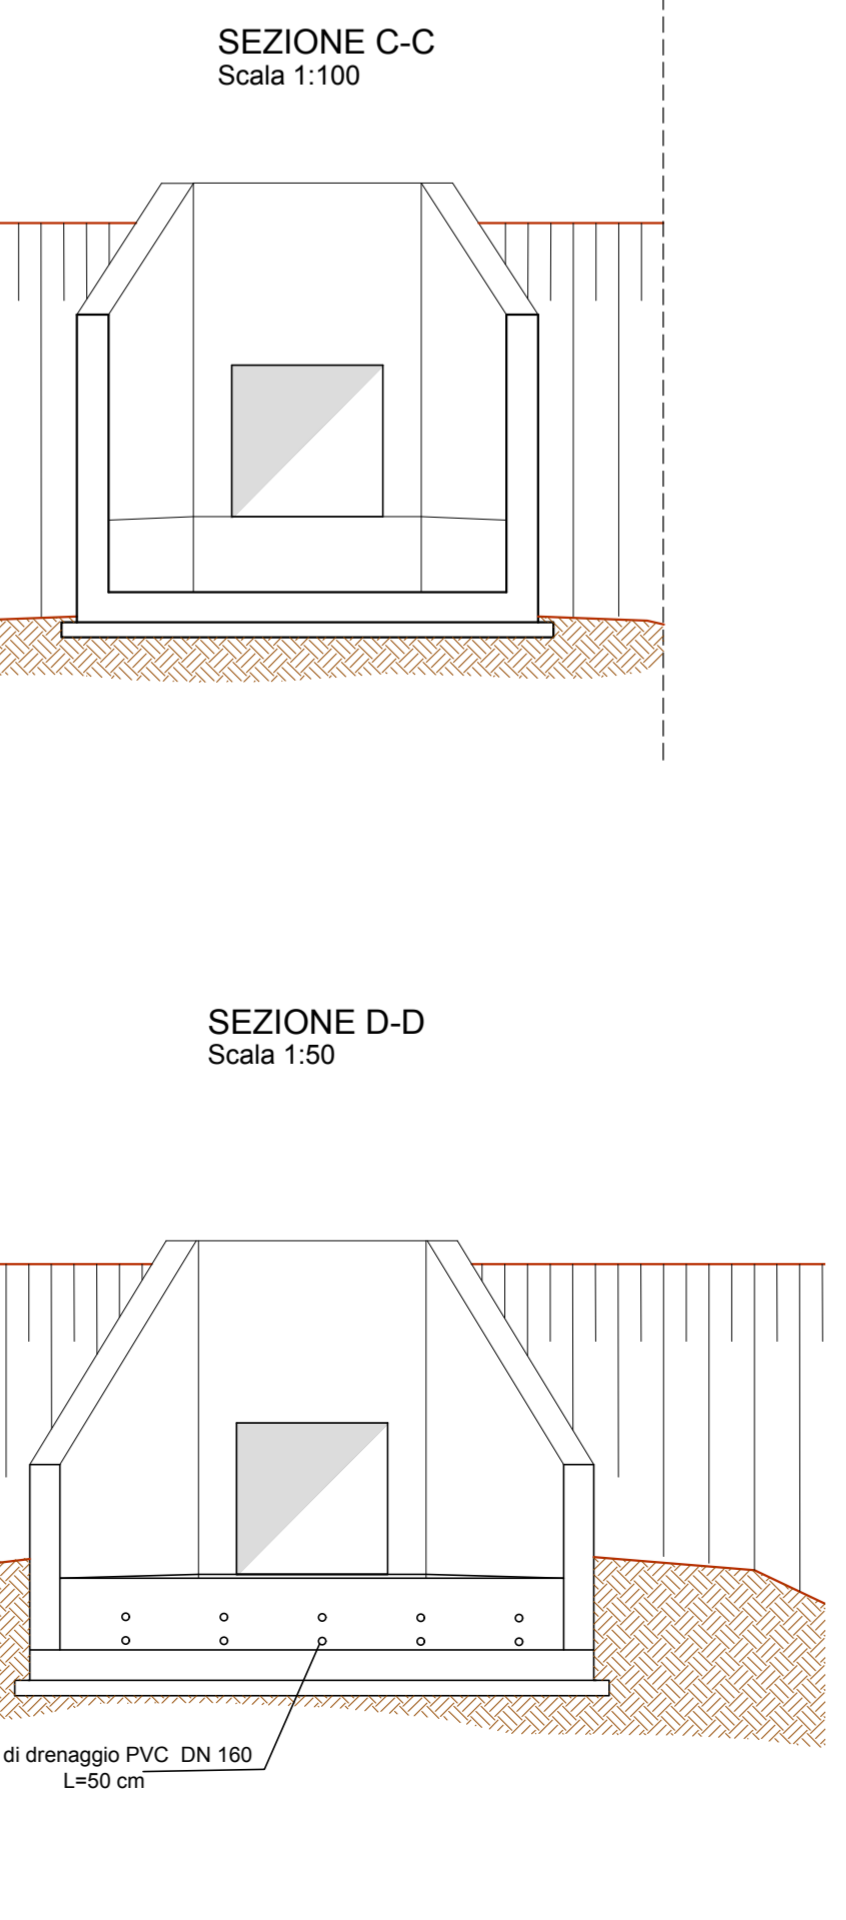 SEZIONE C-C
Scala 1:100
SEZIONE D-D
Scala 1:50
di drenaggio PVC DN 160
L=50 cm